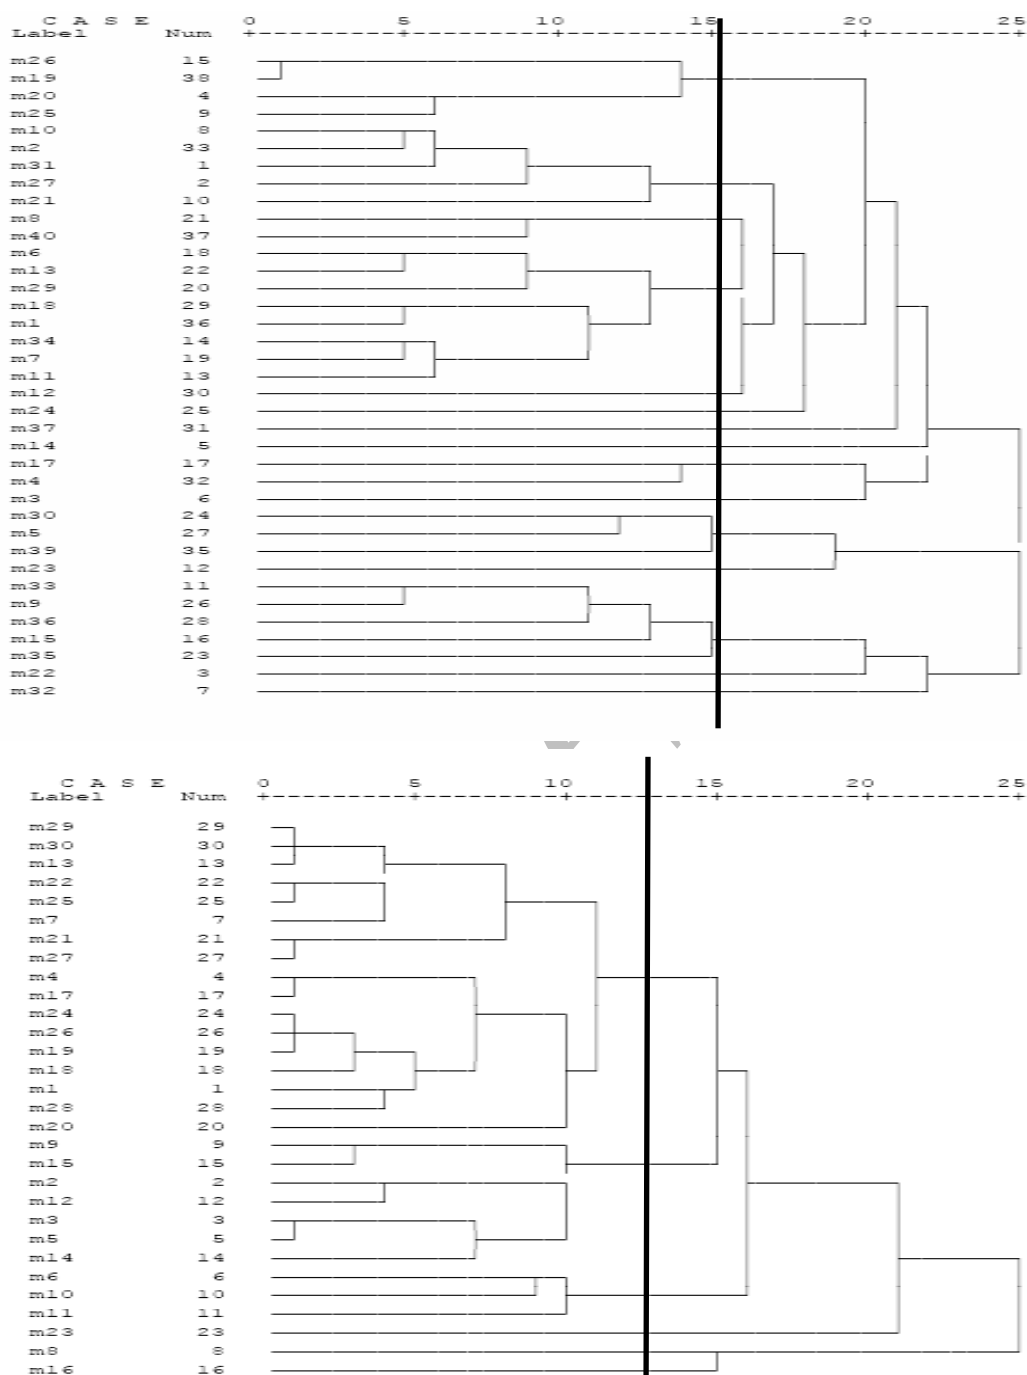 C A S E 0 5 10 15 20 25
Label Num
m26 15
m19 38
m20 4
m25 9
m10 8
m2 33
m31 1
m27 2
m21 10
m8 21
m40 37
m6 18
m13 22
m29 20
m18 29
m1 36
m34 14
m7 19
m11 13
m12 30
m24 25
m37 31
m14 5
m17 17
m4 32
m3 6
m30 24
m5 27
m39 35
m23 12
m33 11
m9 26
m36 28
m15 16
m35 23
m22 3
m32 7
C A S E 0 5 10 15 20 25
Label Num
m29 29
m30 30
m13 13
m22 22
m25 25
m7 7
m21 21
m27 27
m4 4
m17 17
m24 24
m26 26
m19 19
m18 18
m1 1
m28 28
m20 20
m9 9
m15 15
m2 2
m12 12
m3 3
m5 5
m14 14
m6 6
m10 10
m11 11
m23 23
m8 8
m16 16